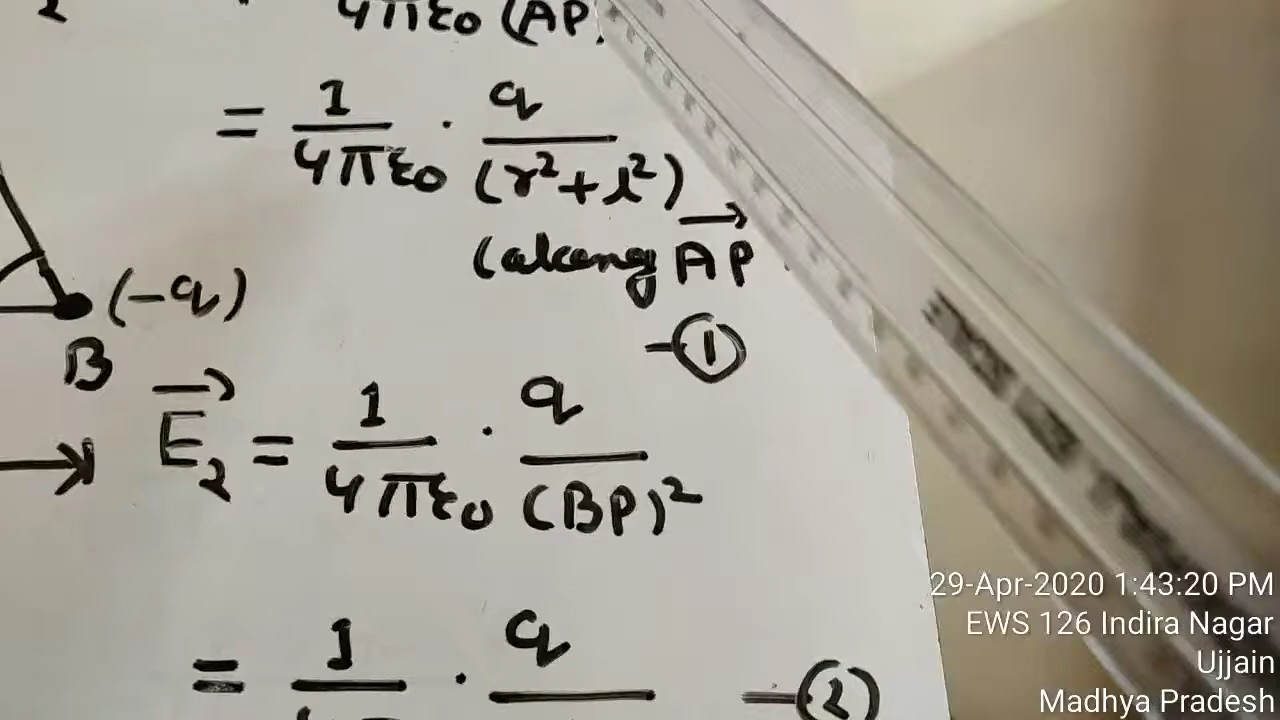 2 4πε0 (AP)
= 1/4πε0 · q/(r²+l²)
(along AP→
(-q)
-①
B
E₂→ = 1/4πε0 · q/(BP)²
= 1/ · q/ -②
29-Apr-2020 1:43:20 PM
EWS 126 Indira Nagar
Ujjain
Madhya Pradesh